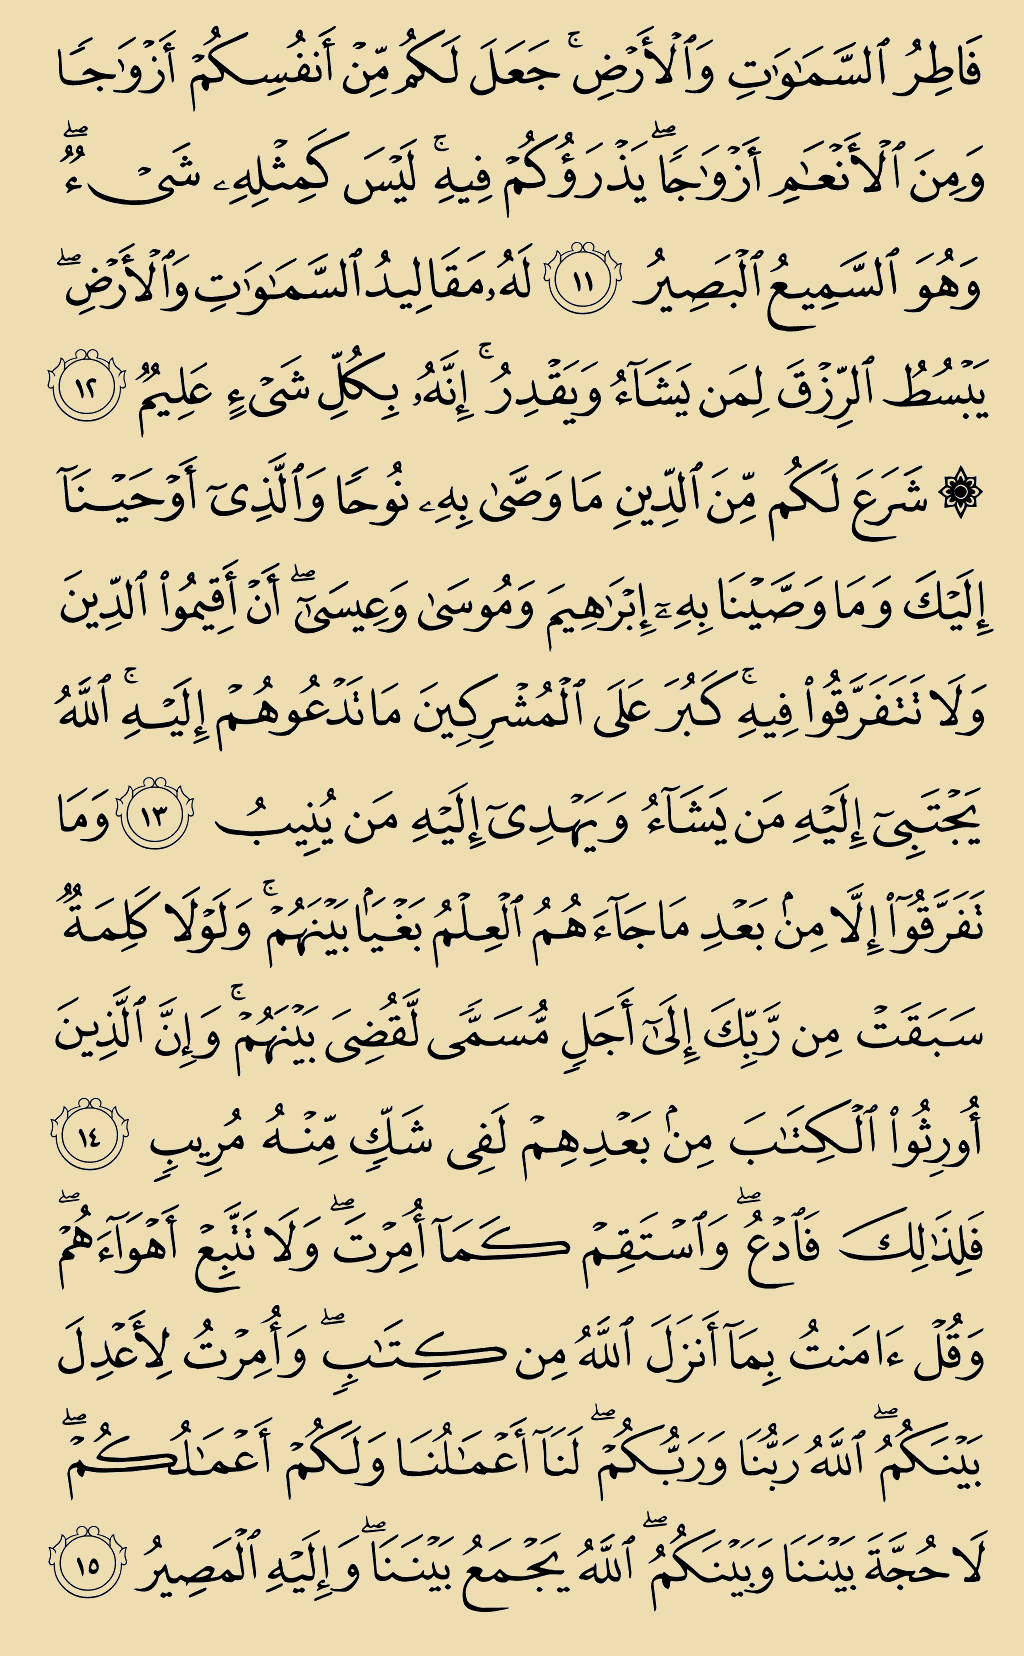 فَاطِرُ ٱلسَّمَٰوَٰتِ وَٱلْأَرْضِ ۚ جَعَلَ لَكُم مِّنْ أَنفُسِكُمْ أَزْوَٰجًا
وَمِنَ ٱلْأَنْعَٰمِ أَزْوَٰجًا ۖ يَذْرَؤُكُمْ فِيهِ ۚ لَيْسَ كَمِثْلِهِۦ شَىْءٌ ۖ
وَهُوَ ٱلسَّمِيعُ ٱلْبَصِيرُ ١١ لَهُۥ مَقَالِيدُ ٱلسَّمَٰوَٰتِ وَٱلْأَرْضِ ۖ
يَبْسُطُ ٱلرِّزْقَ لِمَن يَشَآءُ وَيَقْدِرُ ۚ إِنَّهُۥ بِكُلِّ شَىْءٍ عَلِيمٌ ١٢
۞ شَرَعَ لَكُم مِّنَ ٱلدِّينِ مَا وَصَّىٰ بِهِۦ نُوحًا وَٱلَّذِىٓ أَوْحَيْنَآ
إِلَيْكَ وَمَا وَصَّيْنَا بِهِۦٓ إِبْرَٰهِيمَ وَمُوسَىٰ وَعِيسَىٰٓ ۖ أَنْ أَقِيمُوا۟ ٱلدِّينَ
وَلَا تَتَفَرَّقُوا۟ فِيهِ ۚ كَبُرَ عَلَى ٱلْمُشْرِكِينَ مَا تَدْعُوهُمْ إِلَيْهِ ۚ ٱللَّهُ
يَجْتَبِىٓ إِلَيْهِ مَن يَشَآءُ وَيَهْدِىٓ إِلَيْهِ مَن يُنِيبُ ١٣ وَمَا
تَفَرَّقُوٓا۟ إِلَّا مِنۢ بَعْدِ مَا جَآءَهُمُ ٱلْعِلْمُ بَغْيًۢا بَيْنَهُمْ ۚ وَلَوْلَا كَلِمَةٌ
سَبَقَتْ مِن رَّبِّكَ إِلَىٰٓ أَجَلٍ مُّسَمًّى لَّقُضِىَ بَيْنَهُمْ ۚ وَإِنَّ ٱلَّذِينَ
أُورِثُوا۟ ٱلْكِتَٰبَ مِنۢ بَعْدِهِمْ لَفِى شَكٍّ مِّنْهُ مُرِيبٍ ١٤
فَلِذَٰلِكَ فَٱدْعُ ۖ وَٱسْتَقِمْ كَمَآ أُمِرْتَ ۖ وَلَا تَتَّبِعْ أَهْوَآءَهُمْ ۖ
وَقُلْ ءَامَنتُ بِمَآ أَنزَلَ ٱللَّهُ مِن كِتَٰبٍ ۖ وَأُمِرْتُ لِأَعْدِلَ
بَيْنَكُمُ ۖ ٱللَّهُ رَبُّنَا وَرَبُّكُمْ ۖ لَنَآ أَعْمَٰلُنَا وَلَكُمْ أَعْمَٰلُكُمْ ۖ
لَا حُجَّةَ بَيْنَنَا وَبَيْنَكُمُ ۖ ٱللَّهُ يَجْمَعُ بَيْنَنَا ۖ وَإِلَيْهِ ٱلْمَصِيرُ ١٥